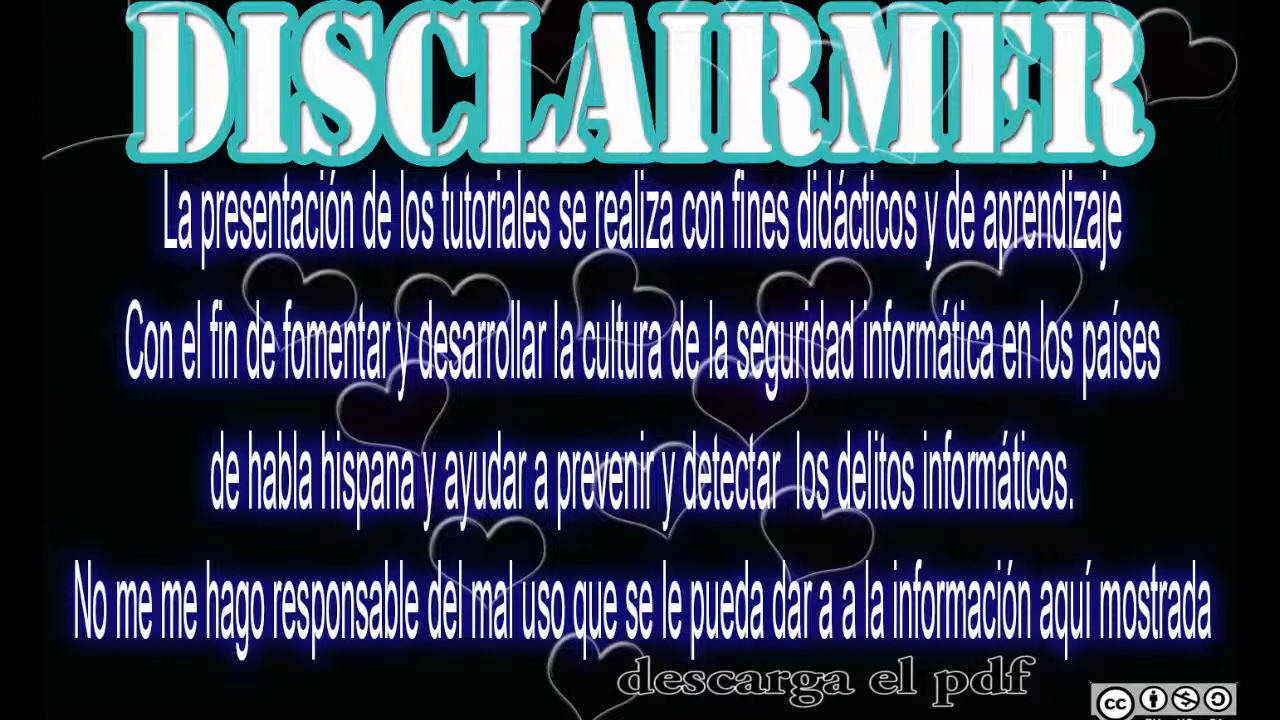 DISCLAIRMER
La presentación de los tutoriales se realiza con fines didácticos y de aprendizaje
Con el fin de fomentar y desarrollar la cultura de la seguridad informática en los países
de habla hispana y ayudar a prevenir y detectar los delitos informáticos.
No me me hago responsable del mal uso que se le pueda dar a a la información aquí mostrada
descarga el pdf
cc